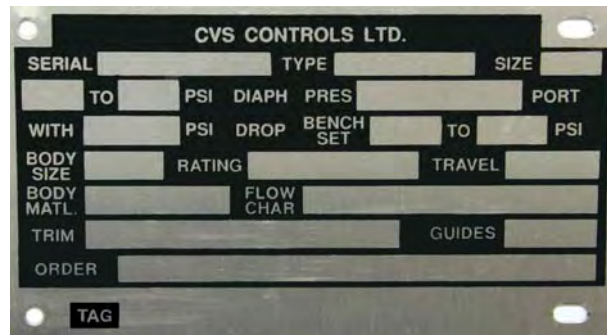 CVS CONTROLS LTD.
SERIAL TYPE SIZE
TO PSI DIAPH PRES PORT
WITH PSI DROP BENCH SET TO PSI
BODY SIZE RATING TRAVEL
BODY MATL. FLOW CHAR
TRIM GUIDES
ORDER
TAG